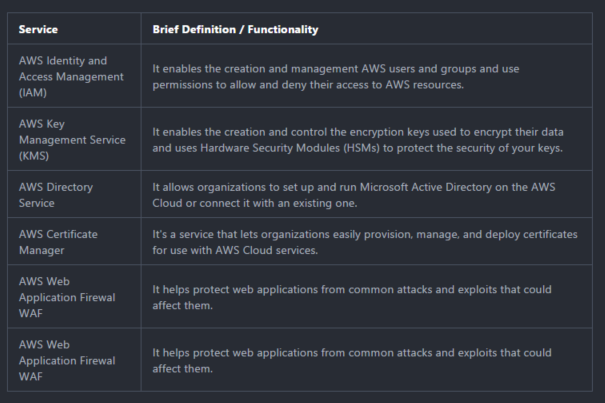 Service
Brief Definition / Functionality
AWS Identity and
Access Management
(IAM)
It enables the creation and management AWS users and groups and use
permissions to allow and deny their access to AWS resources.
AWS Key
Management Service
(KMS)
It enables the creation and control the encryption keys used to encrypt their data
and uses Hardware Security Modules (HSMs) to protect the security of your keys.
AWS Directory
Service
It allows organizations to set up and run Microsoft Active Directory on the AWS
Cloud or connect it with an existing one.
AWS Certificate
Manager
It's a service that lets organizations easily provision, manage, and deploy certificates
for use with AWS Cloud services.
AWS Web
Application Firewal
WAF
It helps protect web applications from common attacks and exploits that could
affect them.
AWS Web
Application Firewal
WAF
It helps protect web applications from common attacks and exploits that could
affect them.